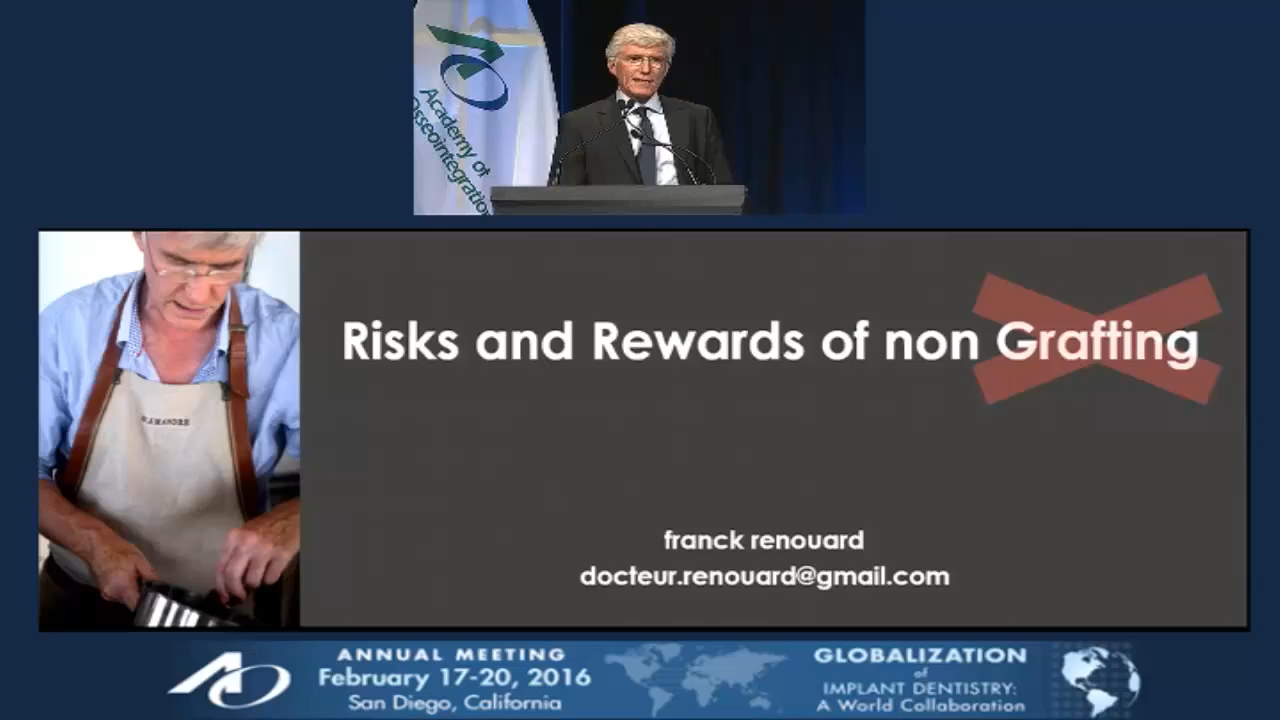 Academy of
Osseointegration
Risks and Rewards of non Grafting
franck renouard
docteur.renouard@gmail.com
AO
ANNUAL MEETING
February 17-20, 2016
San Diego, California
GLOBALIZATION
of
IMPLANT DENTISTRY:
A World Collaboration